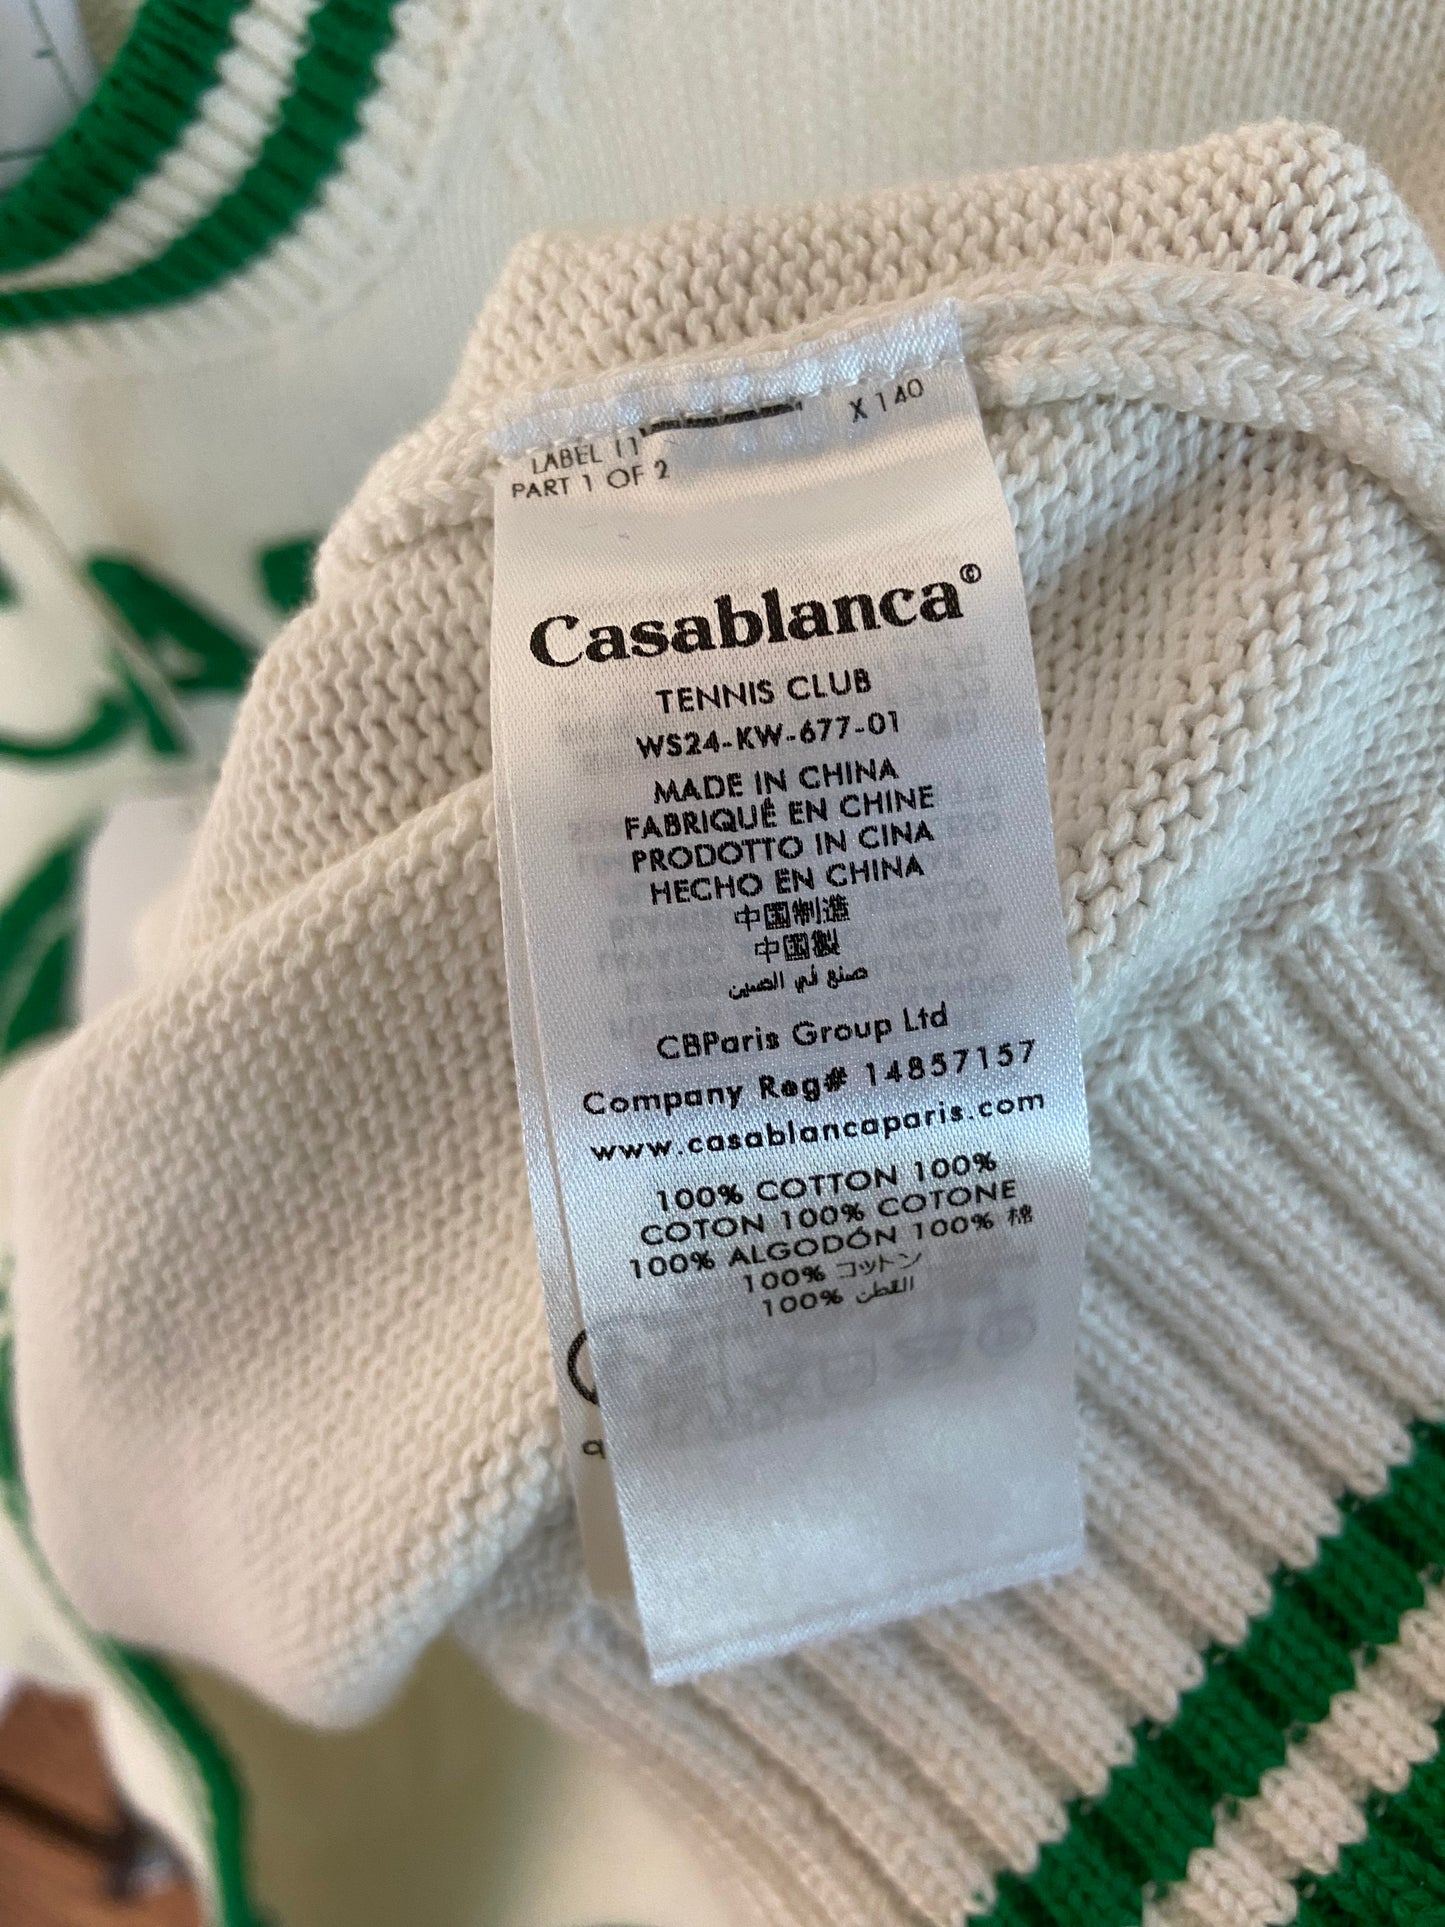 LABEL 11
X 140
PART 1 OF 2
Casablanca©
TENNIS CLUB
WS24-KW-677-01
MADE IN CHINA
FABRIQUÉ EN CHINE
PRODOTTO IN CINA
HECHO EN CHINA
中国制造
中国製
صنع في الصين
CBParis Group Ltd
Company Reg# 14857157
www.casablancaparis.com
100% COTTON 100%
COTON 100% COTONE
100% ALGODÓN 100% 棉
100% コットン
100% القطن